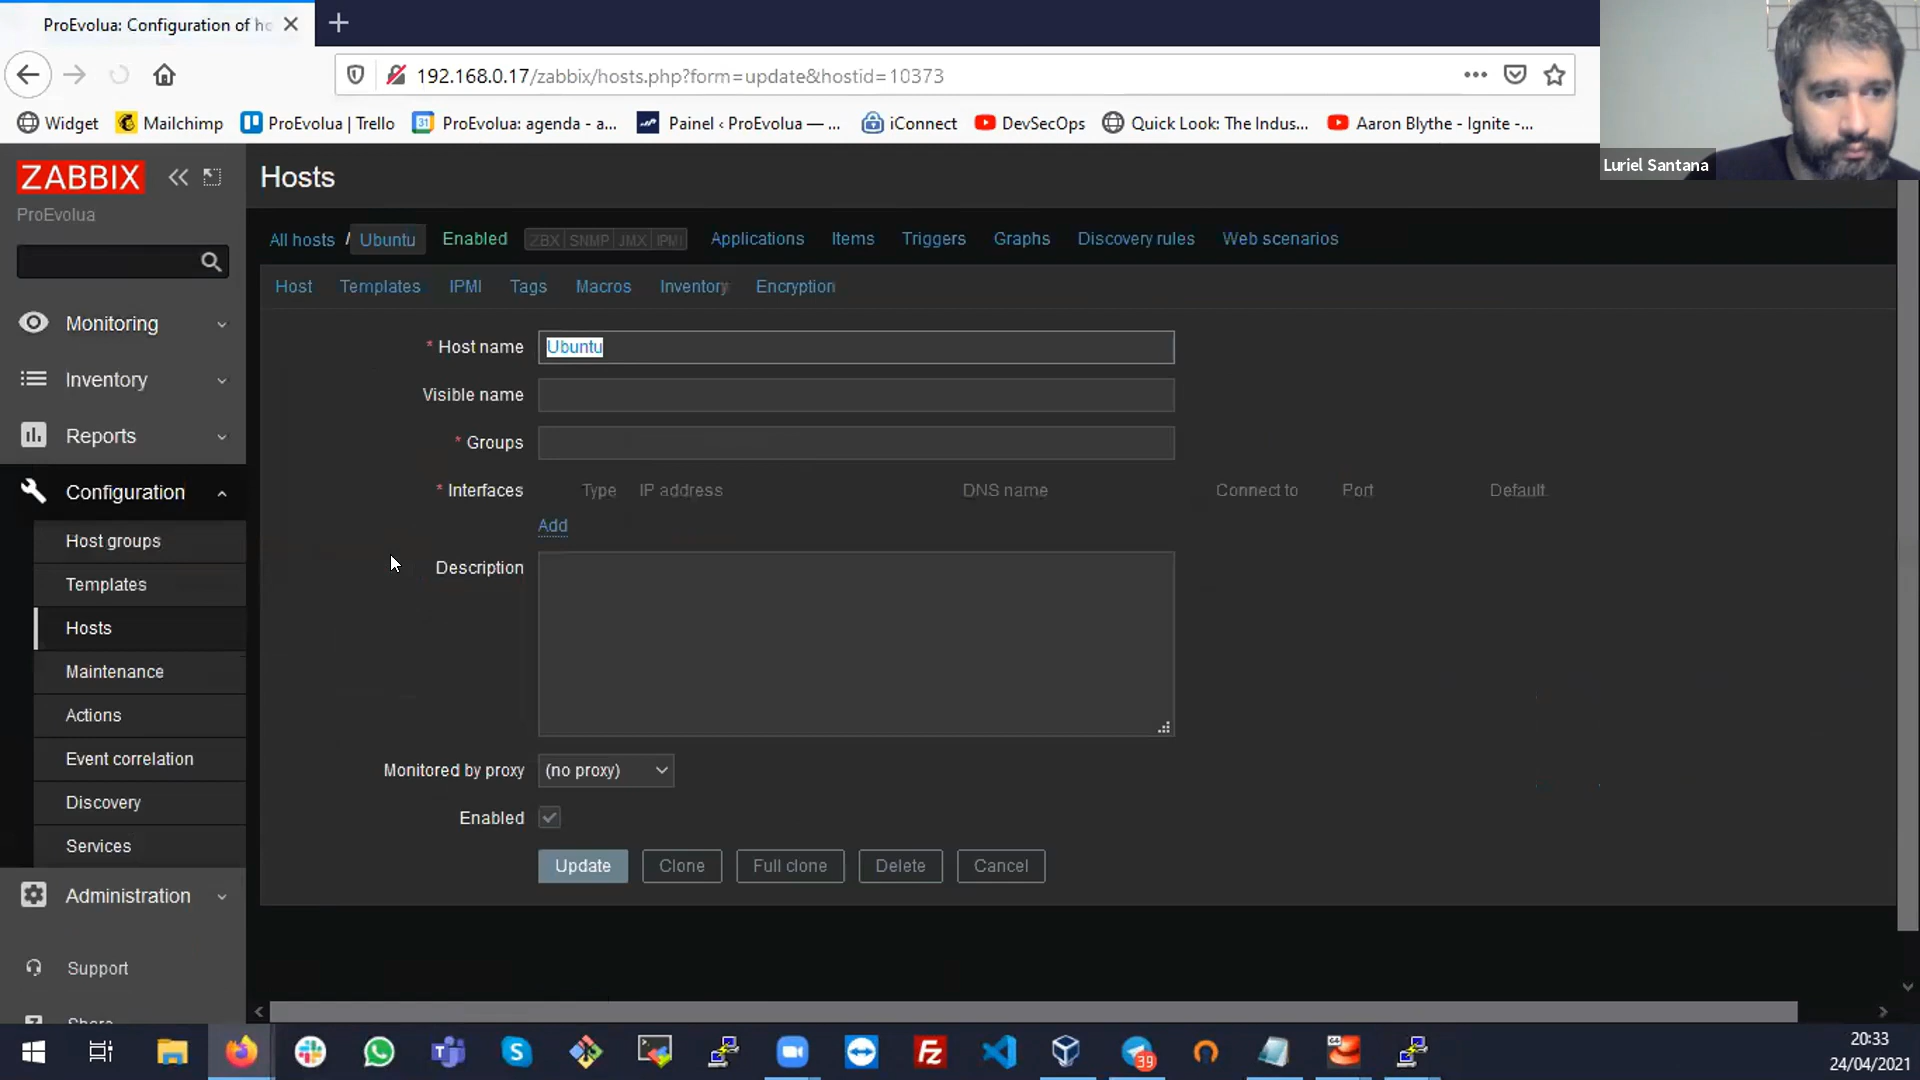 ProEvolua: Configuration of ho
192.168.0.17/zabbix/hosts.php?form=update&hostid=10373
Widget Mailchimp ProEvolua | Trello 31 ProEvolua: agenda - a... Painel ‹ ProEvolua — ... iConnect DevSecOps Quick Look: The Indus... Aaron Blythe - Ignite -...
Luriel Santana
ZABBIX
ProEvolua
Monitoring
Inventory
Reports
Configuration
Host groups
Templates
Hosts
Maintenance
Actions
Event correlation
Discovery
Services
Administration
Support
Share
Hosts
All hosts / Ubuntu Enabled ZBX SNMP JMX IPMI Applications Items Triggers Graphs Discovery rules Web scenarios
Host Templates IPMI Tags Macros Inventory Encryption
* Host name Ubuntu
Visible name
* Groups
* Interfaces Type IP address DNS name Connect to Port Default
Add
Description
Monitored by proxy (no proxy)
Enabled
Update Clone Full clone Delete Cancel
39
64
20:33
24/04/2021